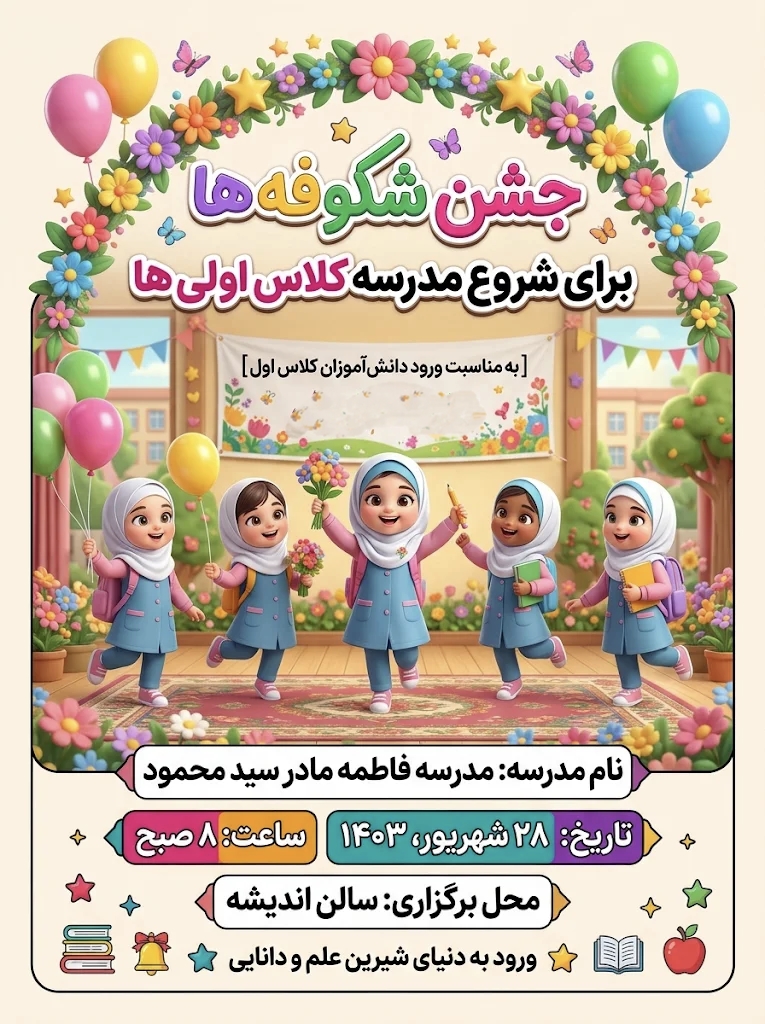 جشن شکوفه‌ها
برای شروع مدرسه کلاس اولی ها
[ به مناسبت ورود دانش‌آموزان کلاس اول ]
نام مدرسه: مدرسه فاطمه مادر سید محمود
تاریخ: ۲۸ شهریور، ۱۴۰۳ ساعت: ۸ صبح
محل برگزاری: سالن اندیشه
ورود به دنیای شیرین علم و دانایی